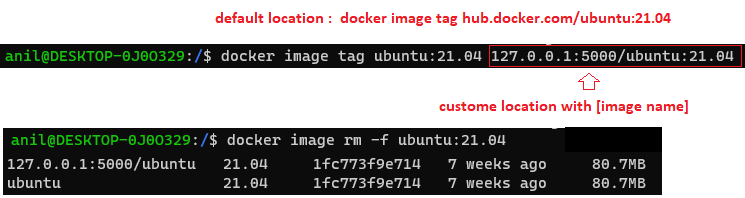 default location : docker image tag hub.docker.com/ubuntu:21.04
anil@DESKTOP-0J0O329:/$ docker image tag ubuntu:21.04 127.0.0.1:5000/ubuntu:21.04
custome location with [image name]
anil@DESKTOP-0J0O329:/$ docker image rm -f ubuntu:21.04
127.0.0.1:5000/ubuntu 21.04 1fc773f9e714 7 weeks ago 80.7MB
ubuntu 21.04 1fc773f9e714 7 weeks ago 80.7MB